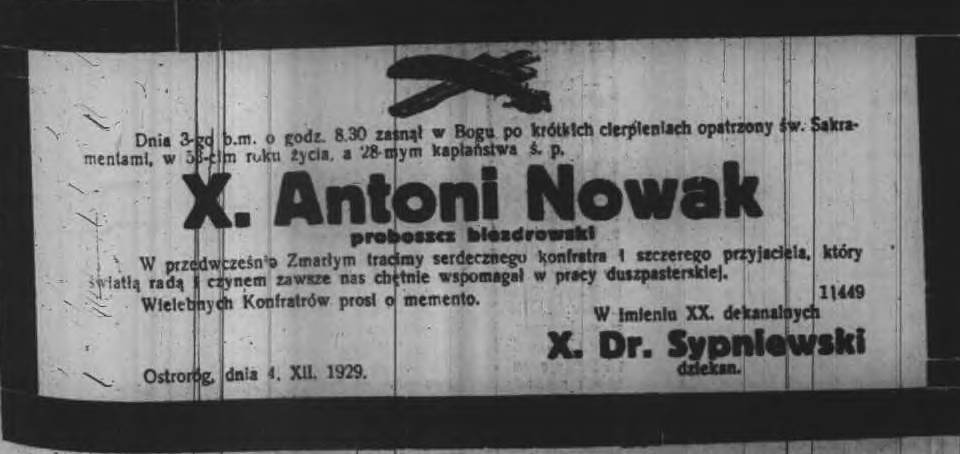 Dnia 3-go b.m. o godz. 8.30 zasnął w Bogu po krótkich cierpieniach opatrzony św. Sakra-
mentami, w roku życia, a 28-mym kapłaństwa ś. p.
X. Antoni Nowak
proboszcz biezdrowski
W przedwcześnie Zmarłym tracimy serdecznego konfratra i szczerego przyjaciela, który
światłą radą i czynem zawsze nas chętnie wspomagał w pracy duszpasterskiej.
Wielebnych Konfratrów prosi o memento.
11449
W imieniu XX. dekanalnych
X. Dr. Sypniewski
dziekan.
Ostroróg, dnia 4. XII. 1929.